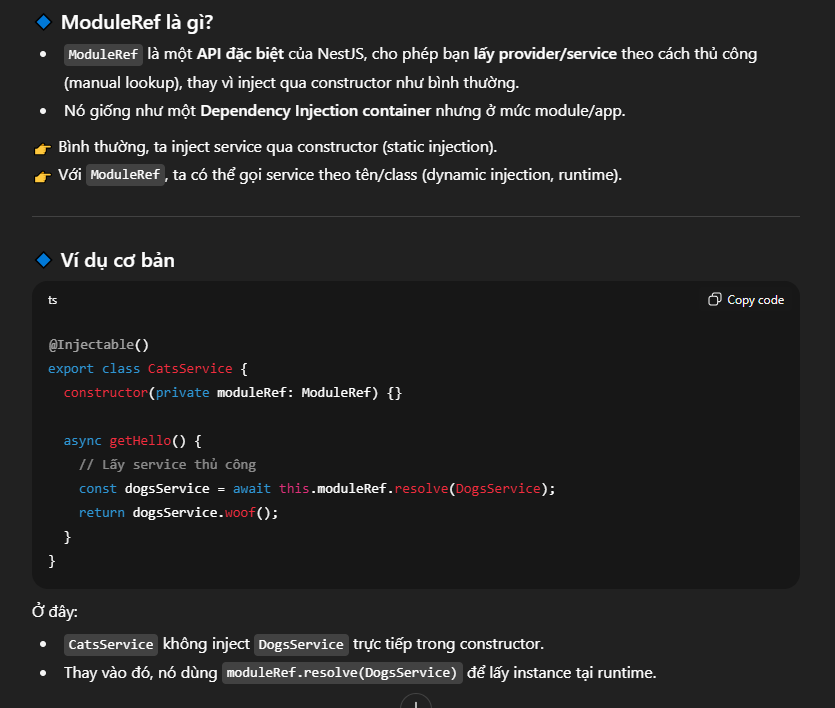 ModuleRef là gì?
ModuleRef là một API đặc biệt của NestJS, cho phép bạn lấy provider/service theo cách thủ công
(manual lookup), thay vì inject qua constructor như bình thường.
Nó giống như một Dependency Injection container nhưng ở mức module/app.
Bình thường, ta inject service qua constructor (static injection).
Với ModuleRef, ta có thể gọi service theo tên/class (dynamic injection, runtime).
Ví dụ cơ bản
ts
Copy code
@Injectable()
export class CatsService {
  constructor(private moduleRef: ModuleRef) {}

  async getHello() {
    // Lấy service thủ công
    const dogsService = await this.moduleRef.resolve(DogsService);
    return dogsService.woof();
  }
}
Ở đây:
CatsService không inject DogsService trực tiếp trong constructor.
Thay vào đó, nó dùng moduleRef.resolve(DogsService) để lấy instance tại runtime.